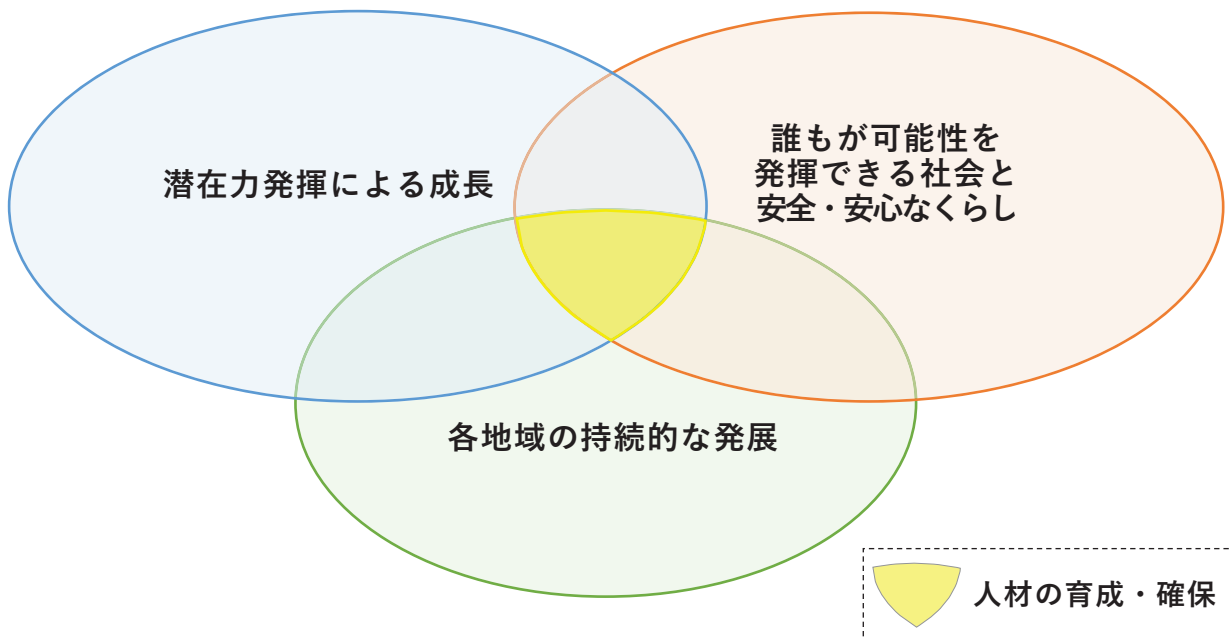 潜在力発揮による成長
誰もが可能性を
発揮できる社会と
安全・安心なくらし
各地域の持続的な発展
人材の育成・確保